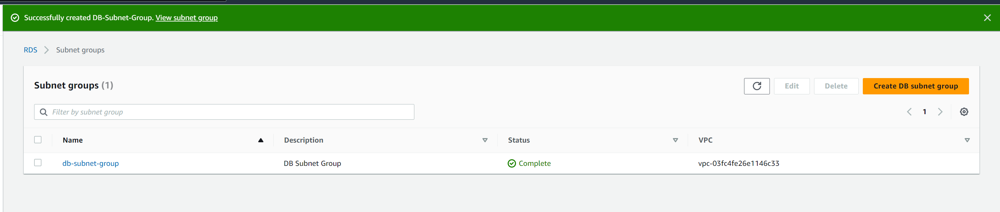 Successfully created DB-Subnet-Group. View subnet group
RDS > Subnet groups
Subnet groups (1)
Edit
Delete
Create DB subnet group
Filter by subnet group
1
Name Description Status VPC
db-subnet-group DB Subnet Group Complete vpc-03fc4fe26e1146c33